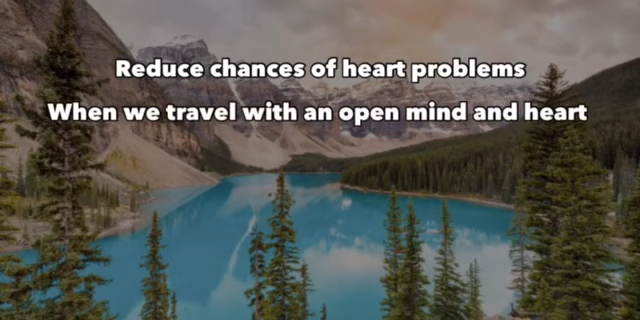 Reduce chances of heart problems
When we travel with an open mind and heart